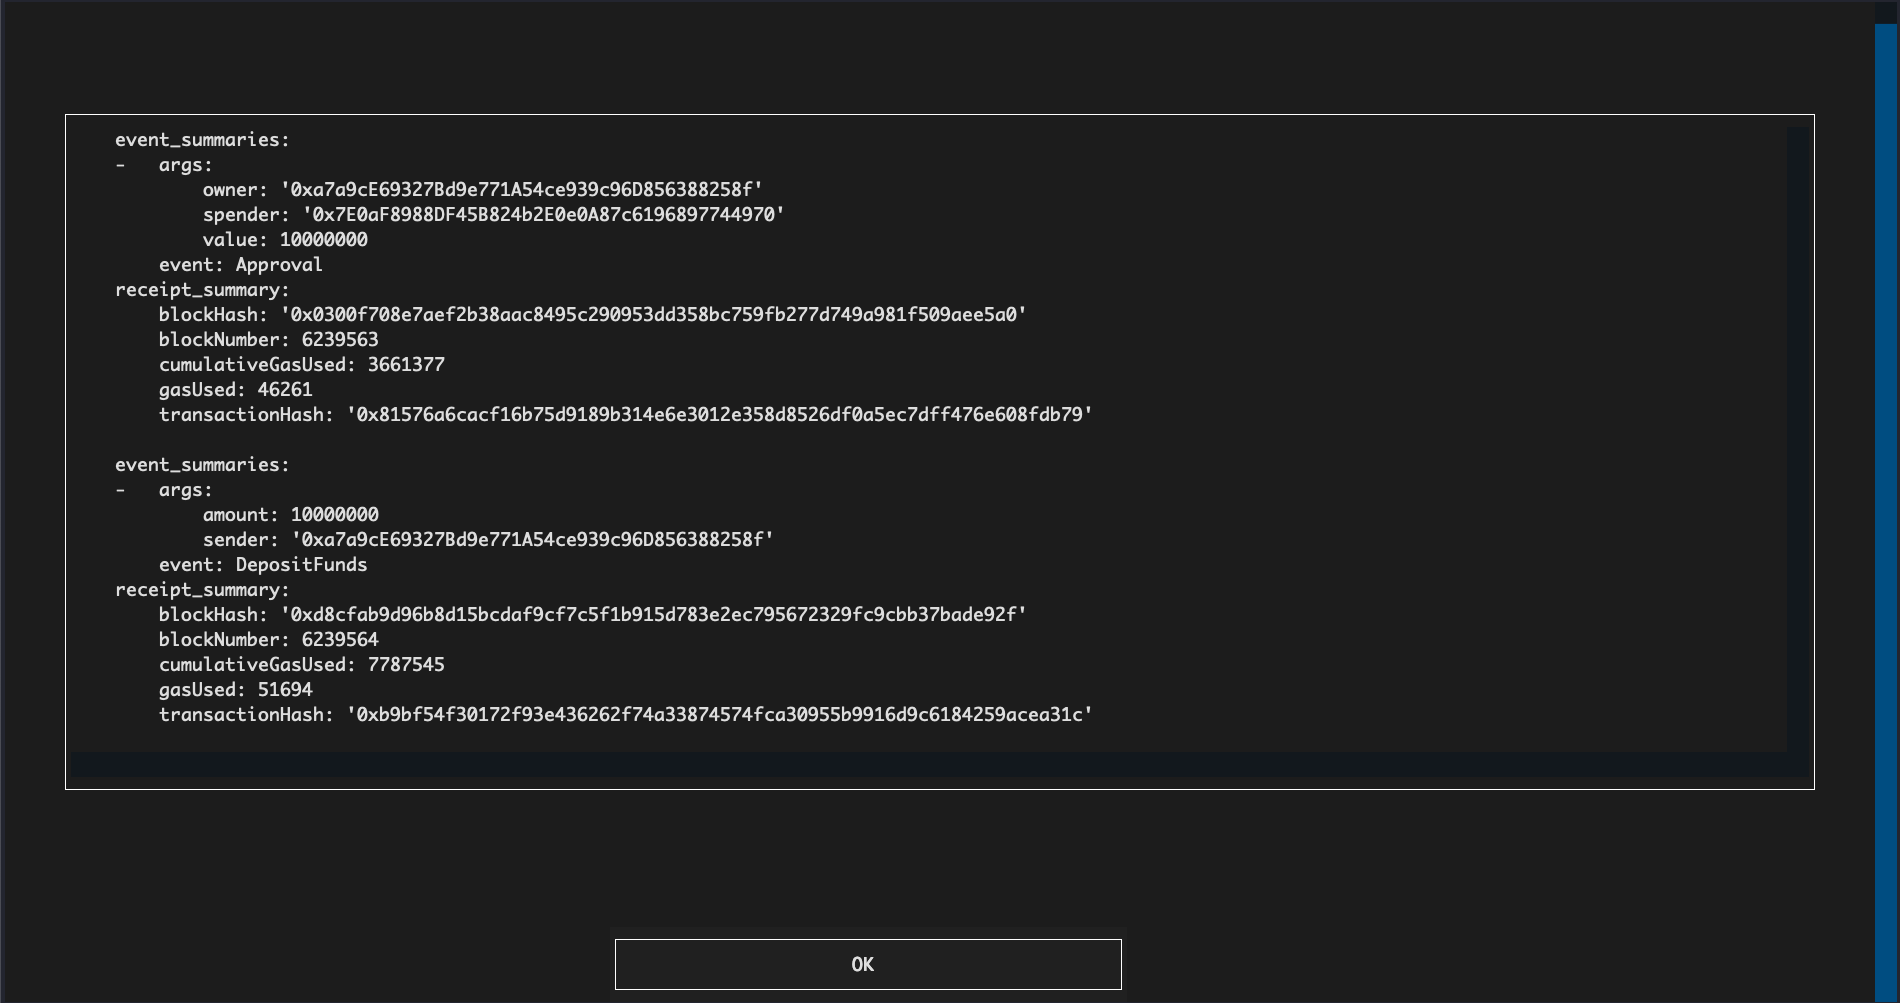 event_summaries:
-   args:
        owner: '0xa7a9cE69327Bd9e771A54ce939c96D856388258f'
        spender: '0x7E0aF8988DF45B824b2E0e0A87c6196897744970'
        value: 10000000
    event: Approval
receipt_summary:
    blockHash: '0x0300f708e7aef2b38aac8495c290953dd358bc759fb277d749a981f509aee5a0'
    blockNumber: 6239563
    cumulativeGasUsed: 3661377
    gasUsed: 46261
    transactionHash: '0x81576a6cacf16b75d9189b314e6e3012e358d8526df0a5ec7dff476e608fdb79'

event_summaries:
-   args:
        amount: 10000000
        sender: '0xa7a9cE69327Bd9e771A54ce939c96D856388258f'
    event: DepositFunds
receipt_summary:
    blockHash: '0xd8cfab9d96b8d15bcdaf9cf7c5f1b915d783e2ec795672329fc9cbb37bade92f'
    blockNumber: 6239564
    cumulativeGasUsed: 7787545
    gasUsed: 51694
    transactionHash: '0xb9bf54f30172f93e436262f74a33874574fca30955b9916d9c6184259acea31c'

OK